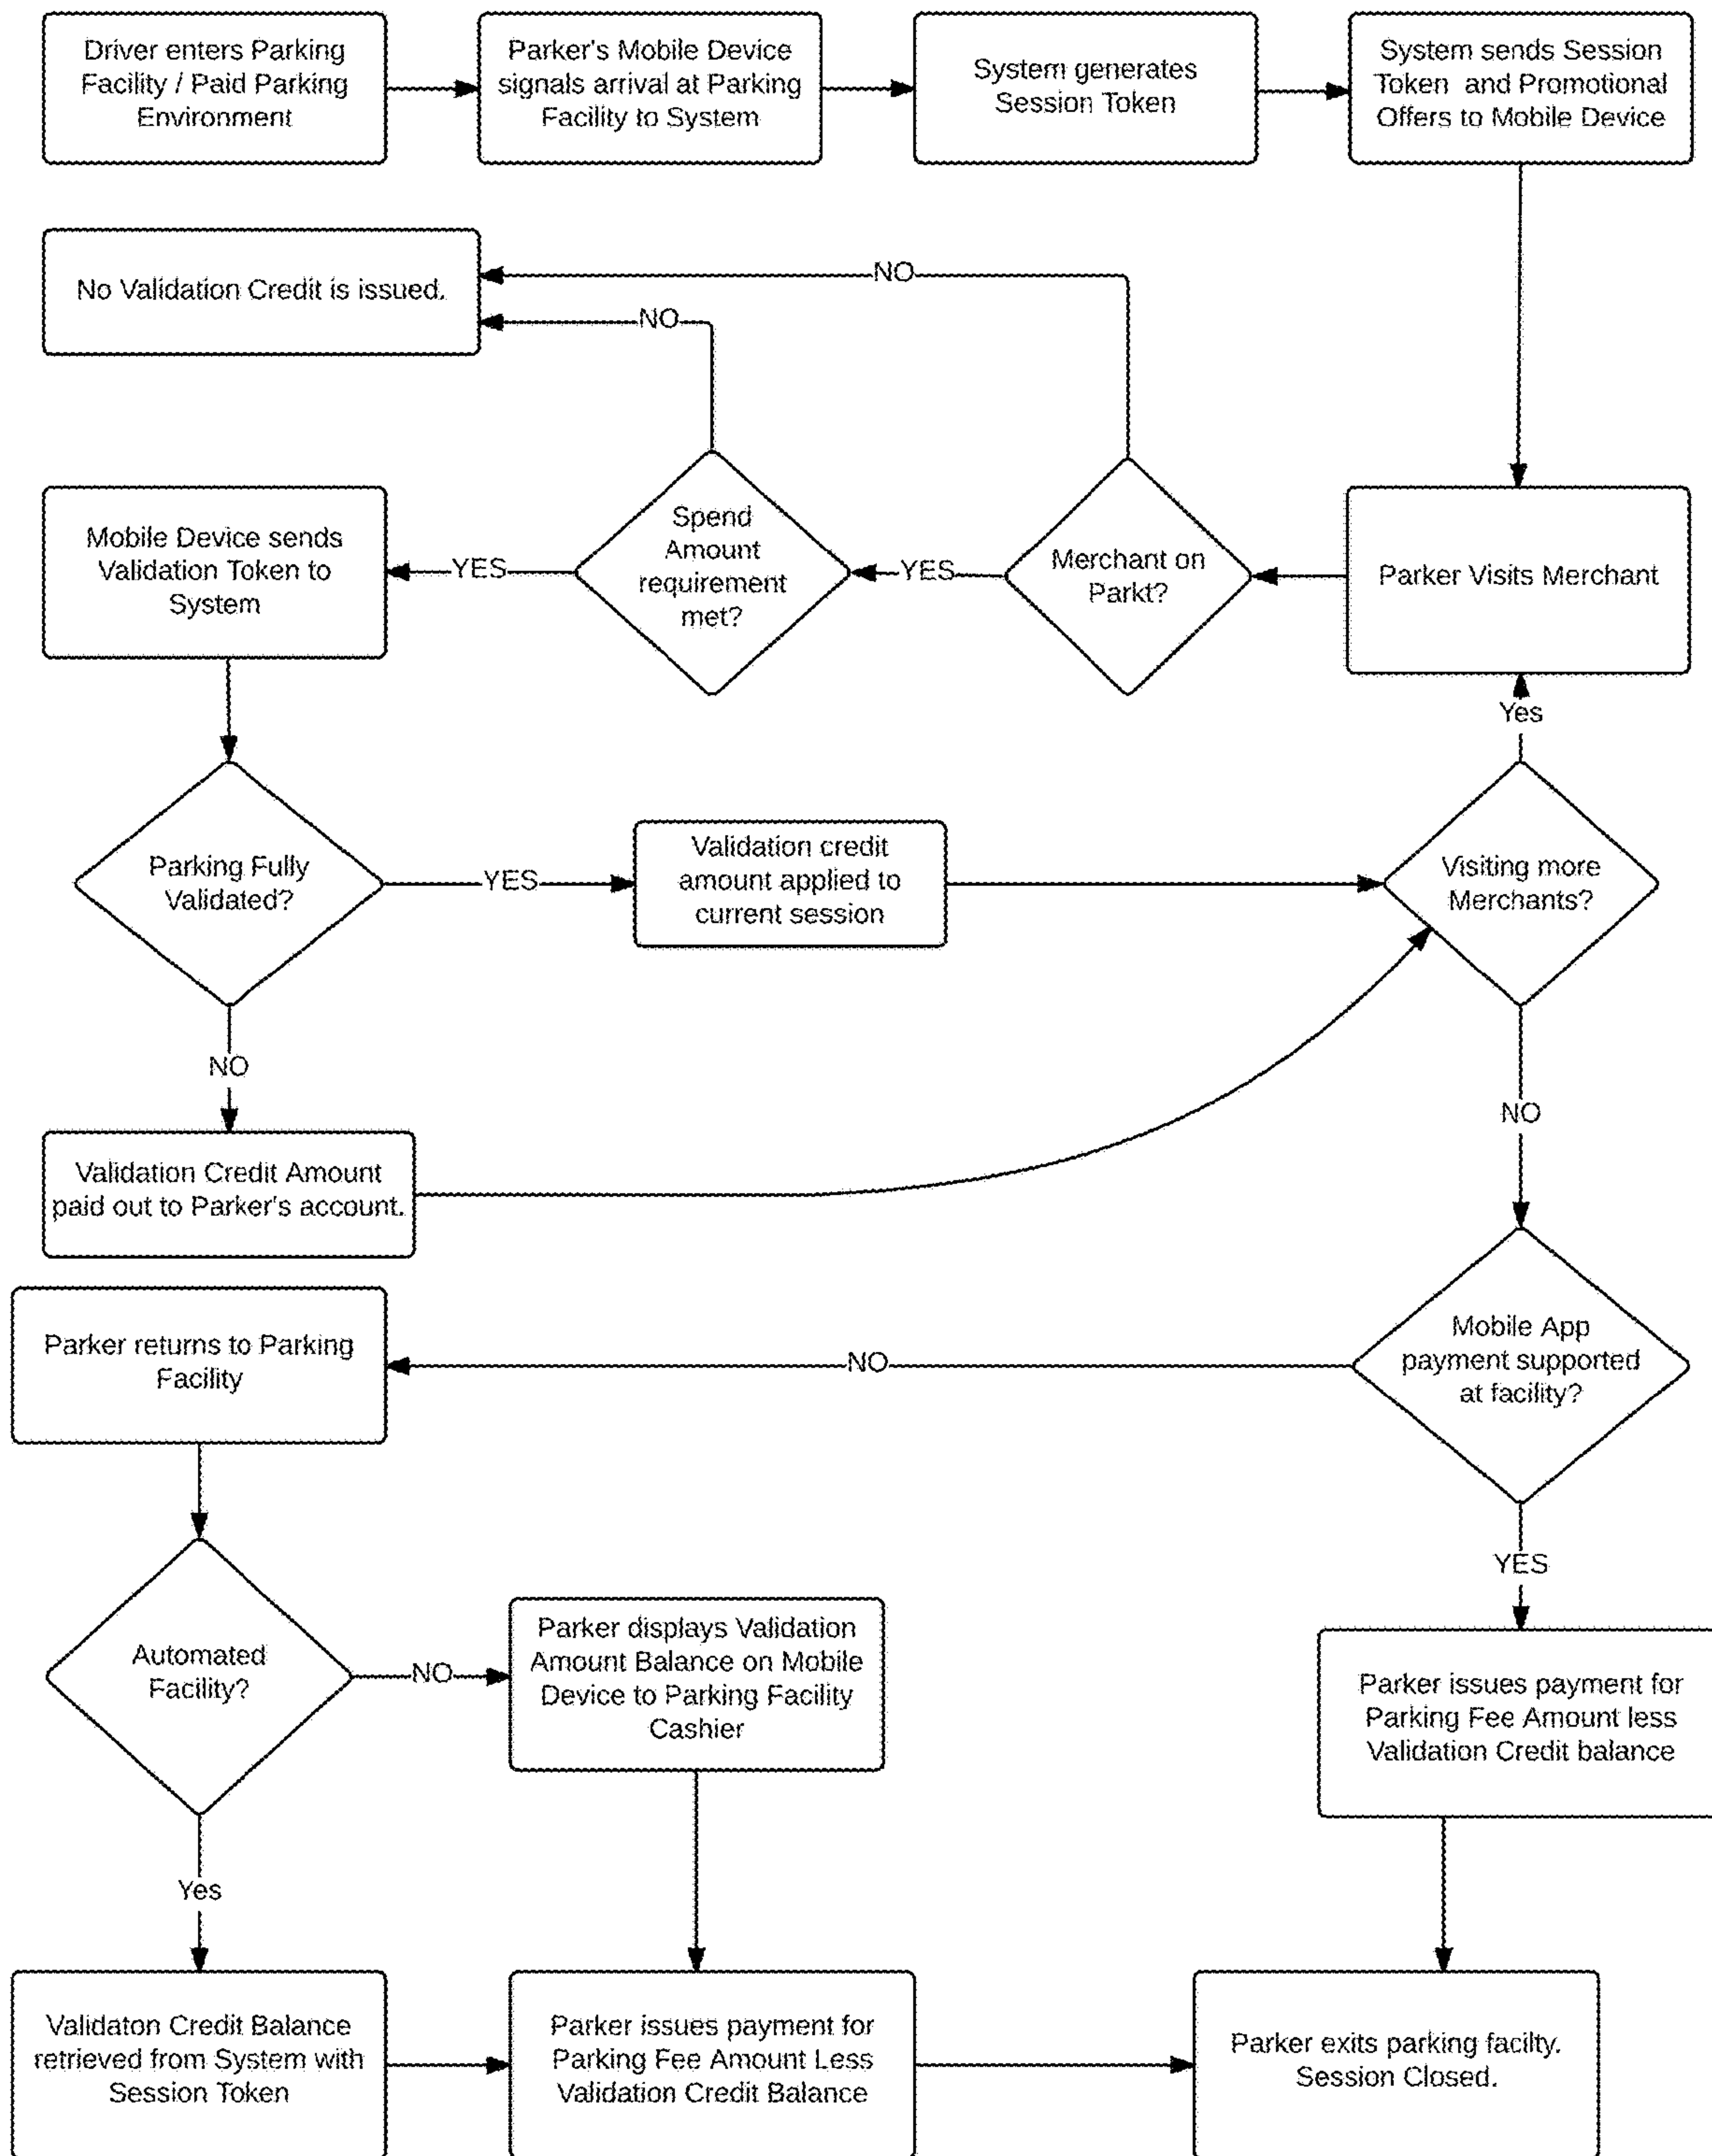 Driver enters Parking
Facility / Paid Parking
Environment
Parker's Mobile Device
signals arrival at Parking
Facility to System
System generates
Session Token
System sends Session
Token and Promotional
Offers to Mobile Device
No Validation Credit is issued.
NO
NO
Mobile Device sends
Validation Token to
System
YES
Spend
Amount
requirement
met?
YES
Merchant on
Parkt?
Parker Visits Merchant
Yes
Parking Fully
Validated?
YES
Validation credit
amount applied to
current session
Visiting more
Merchants?
NO
NO
Validation Credit Amount
paid out to Parker's account.
Parker returns to Parking
Facility
NO
Mobile App
payment supported
at facility?
YES
Automated
Facility?
NO
Parker displays Validation
Amount Balance on Mobile
Device to Parking Facility
Cashier
Parker issues payment for
Parking Fee Amount less
Validation Credit balance
Yes
Validaton Credit Balance
retrieved from System with
Session Token
Parker issues payment for
Parking Fee Amount Less
Validation Credit Balance
Parker exits parking facilty.
Session Closed.